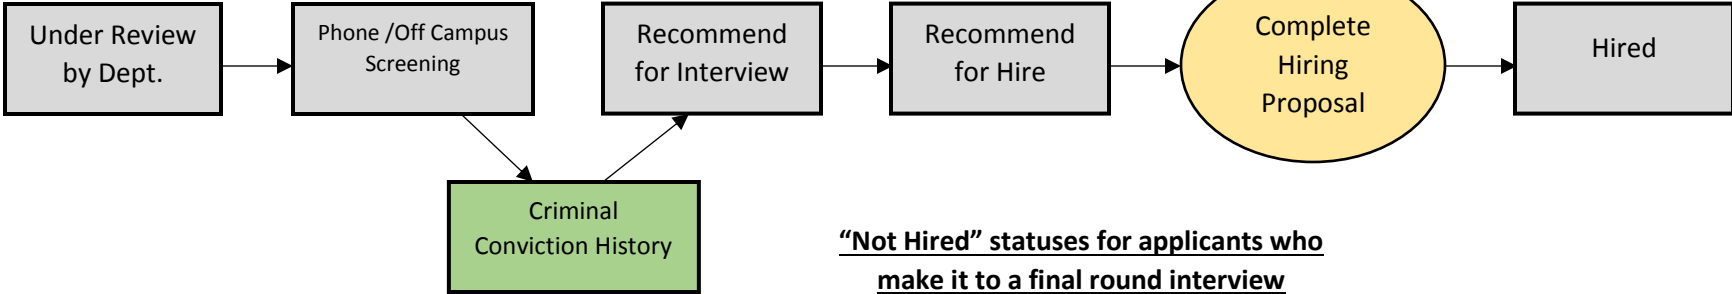 Under Review
by Dept.
Phone /Off Campus
Screening
Recommend
for Interview
Recommend
for Hire
Complete
Hiring
Proposal
Hired
Criminal
Conviction History
“Not Hired” statuses for applicants who
make it to a final round interview